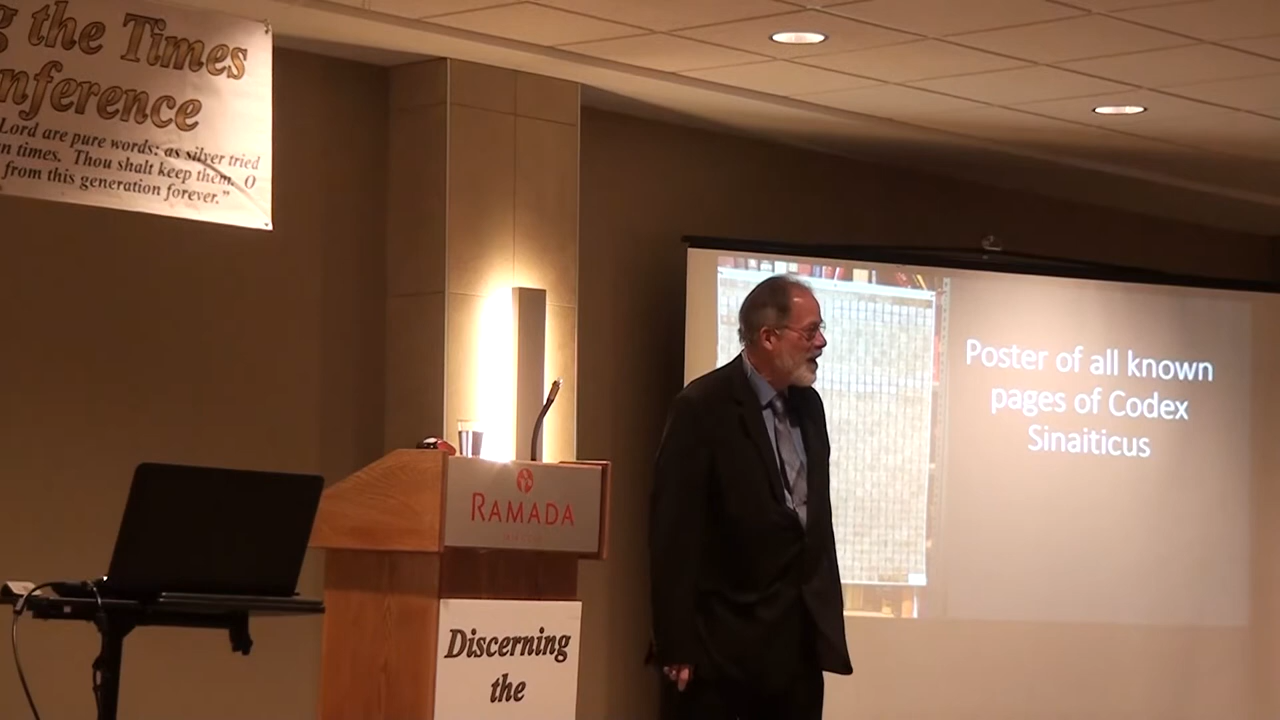 g the Times
nference
Lord are pure words: as silver tried
n times. Thou shalt keep them, O
from this generation forever."
Poster of all known
pages of Codex
Sinaiticus
RAMADA
Discerning
the